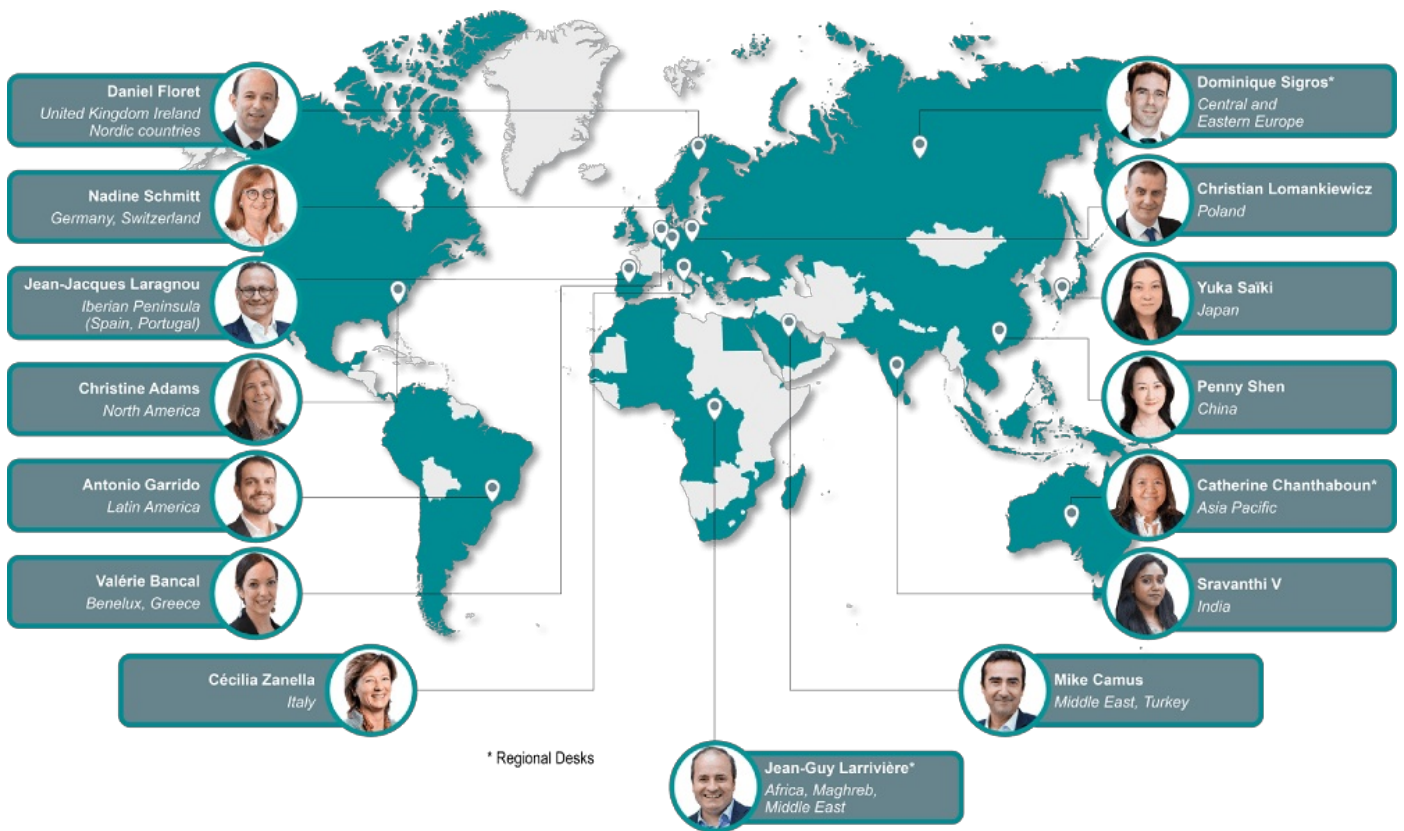 Daniel Floret
United Kingdom Ireland
Nordic countries
Nadine Schmitt
Germany, Switzerland
Jean-Jacques Laragnou
Iberian Peninsula
(Spain, Portugal)
Christine Adams
North America
Antonio Garrido
Latin America
Valérie Bancal
Benelux, Greece
Cécilia Zanella
Italy
* Regional Desks
Jean-Guy Larrivière*
Africa, Maghreb,
Middle East
Dominique Sigros*
Central and
Eastern Europe
Christian Lomankiewicz
Poland
Yuka Saïki
Japan
Penny Shen
China
Catherine Chanthaboun*
Asia Pacific
Sravanthi V
India
Mike Camus
Middle East, Turkey